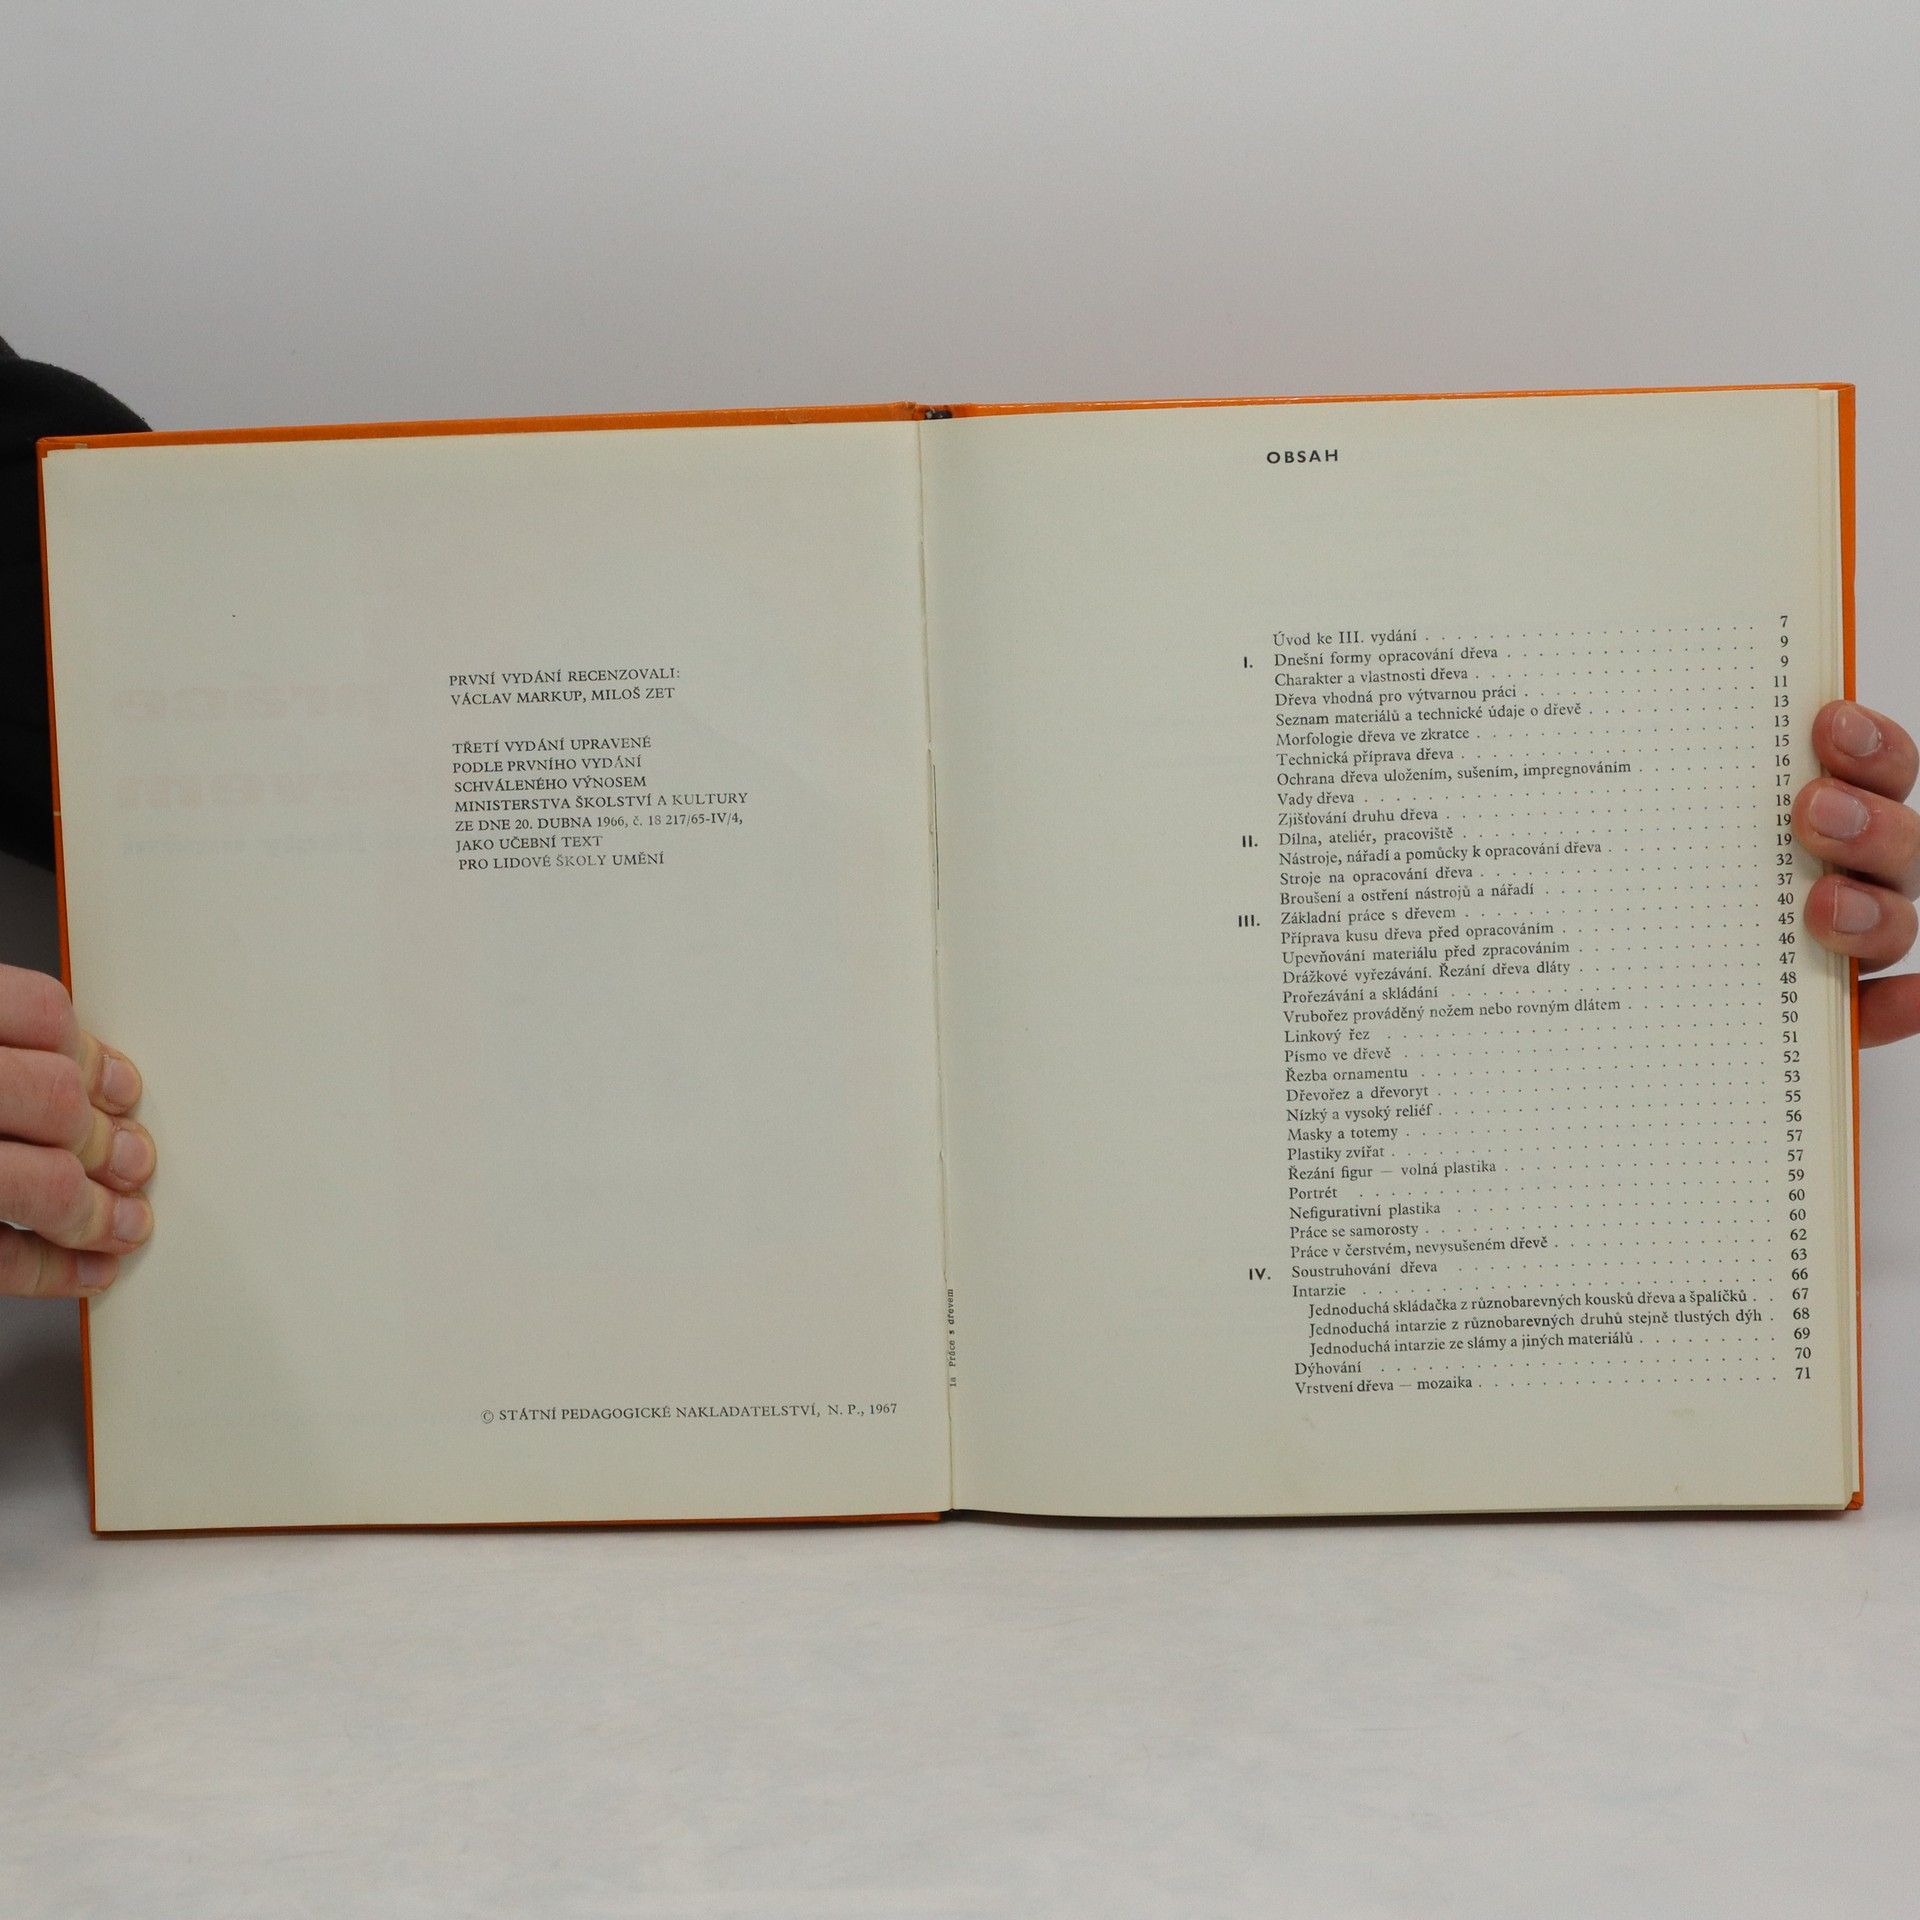 PRVNÍ VYDÁNÍ RECENZOVALI:
VÁCLAV MARKUP, MILOŠ ZET
TŘETÍ VYDÁNÍ UPRAVENÉ
PODLE PRVNÍHO VYDÁNÍ
SCHVÁLENÉHO VÝNOSEM
MINISTERSTVA ŠKOLSTVÍ A KULTURY
ZE DNE 20. DUBNA 1966, č. 18 217/65-IV/4,
JAKO UČEBNÍ TEXT
PRO LIDOVÉ ŠKOLY UMĚNÍ
© STÁTNÍ PEDAGOGICKÉ NAKLADATELSTVÍ, N. P., 1967
1a Práce s dřevem
OBSAH
Úvod ke III. vydání . . . . . 7
I. Dnešní formy opracování dřeva . . . . . 9
Charakter a vlastnosti dřeva . . . . . 9
Dřeva vhodná pro výtvarnou práci . . . . . 11
Seznam materiálů a technické údaje o dřevě . . . . . 13
Morfologie dřeva ve zkratce . . . . . 13
Technická příprava dřeva . . . . . 15
Ochrana dřeva uložením, sušením, impregnováním . . . . . 16
Vady dřeva . . . . . 17
Zjišťování druhu dřeva . . . . . 18
II. Dílna, ateliér, pracoviště . . . . . 19
Nástroje, nářadí a pomůcky k opracování dřeva . . . . . 19
Stroje na opracování dřeva . . . . . 32
Broušení a ostření nástrojů a nářadí . . . . . 37
III. Základní práce s dřevem . . . . . 40
Příprava kusu dřeva před opracováním . . . . . 45
Upevňování materiálu před zpracováním . . . . . 46
Drážkové vyřezávání. Řezání dřeva dláty . . . . . 47
Prořezávání a skládání . . . . . 48
Vrubořez prováděný nožem nebo rovným dlátem . . . . . 50
Linkový řez . . . . . 50
Písmo ve dřevě . . . . . 51
Řezba ornamentu . . . . . 52
Dřevořez a dřevoryt . . . . . 53
Nízký a vysoký reliéf . . . . . 55
Masky a totemy . . . . . 56
Plastiky zvířat . . . . . 57
Řezání figur — volná plastika . . . . . 57
Portrét . . . . . 59
Nefigurativní plastika . . . . . 60
Práce se samorosty . . . . . 60
Práce v čerstvém, nevysušeném dřevě . . . . . 62
IV. Soustruhování dřeva . . . . . 63
Intarzie . . . . . 66
Jednoduchá skládačka z různobarevných kousků dřeva a špalíčků . . 67
Jednoduchá intarzie z různobarevných druhů stejně tlustých dýh . 68
Jednoduchá intarzie ze slámy a jiných materiálů . . . . . 69
Dýhování . . . . . 70
Vrstvení dřeva — mozaika . . . . . 71